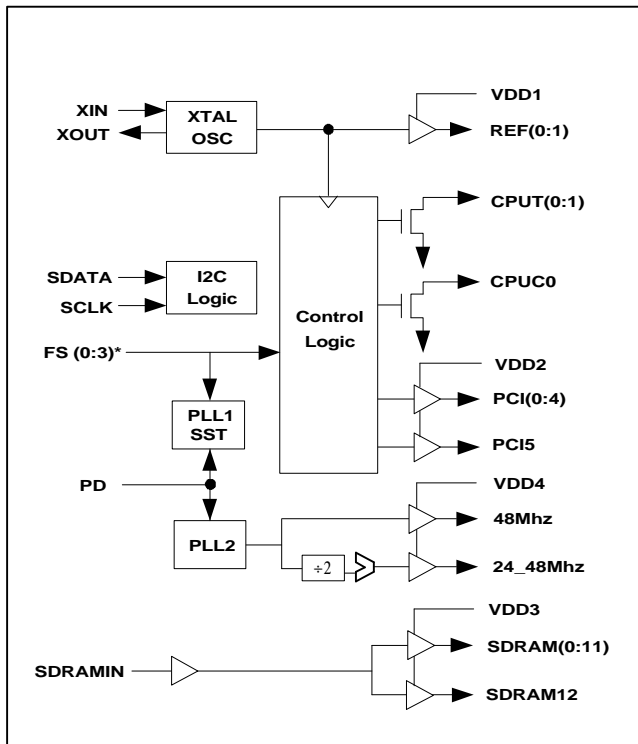 XIN
XOUT
XTAL
OSC
VDD1
REF(0:1)
CPUT(0:1)
SDATA
SCLK
I2C
Logic
CPUC0
Control
Logic
FS (0:3)*
VDD2
PCI(0:4)
PLL1
SST
PCI5
PD
VDD4
PLL2
48Mhz
÷2
24_48Mhz
VDD3
SDRAM(0:11)
SDRAMIN
SDRAM12